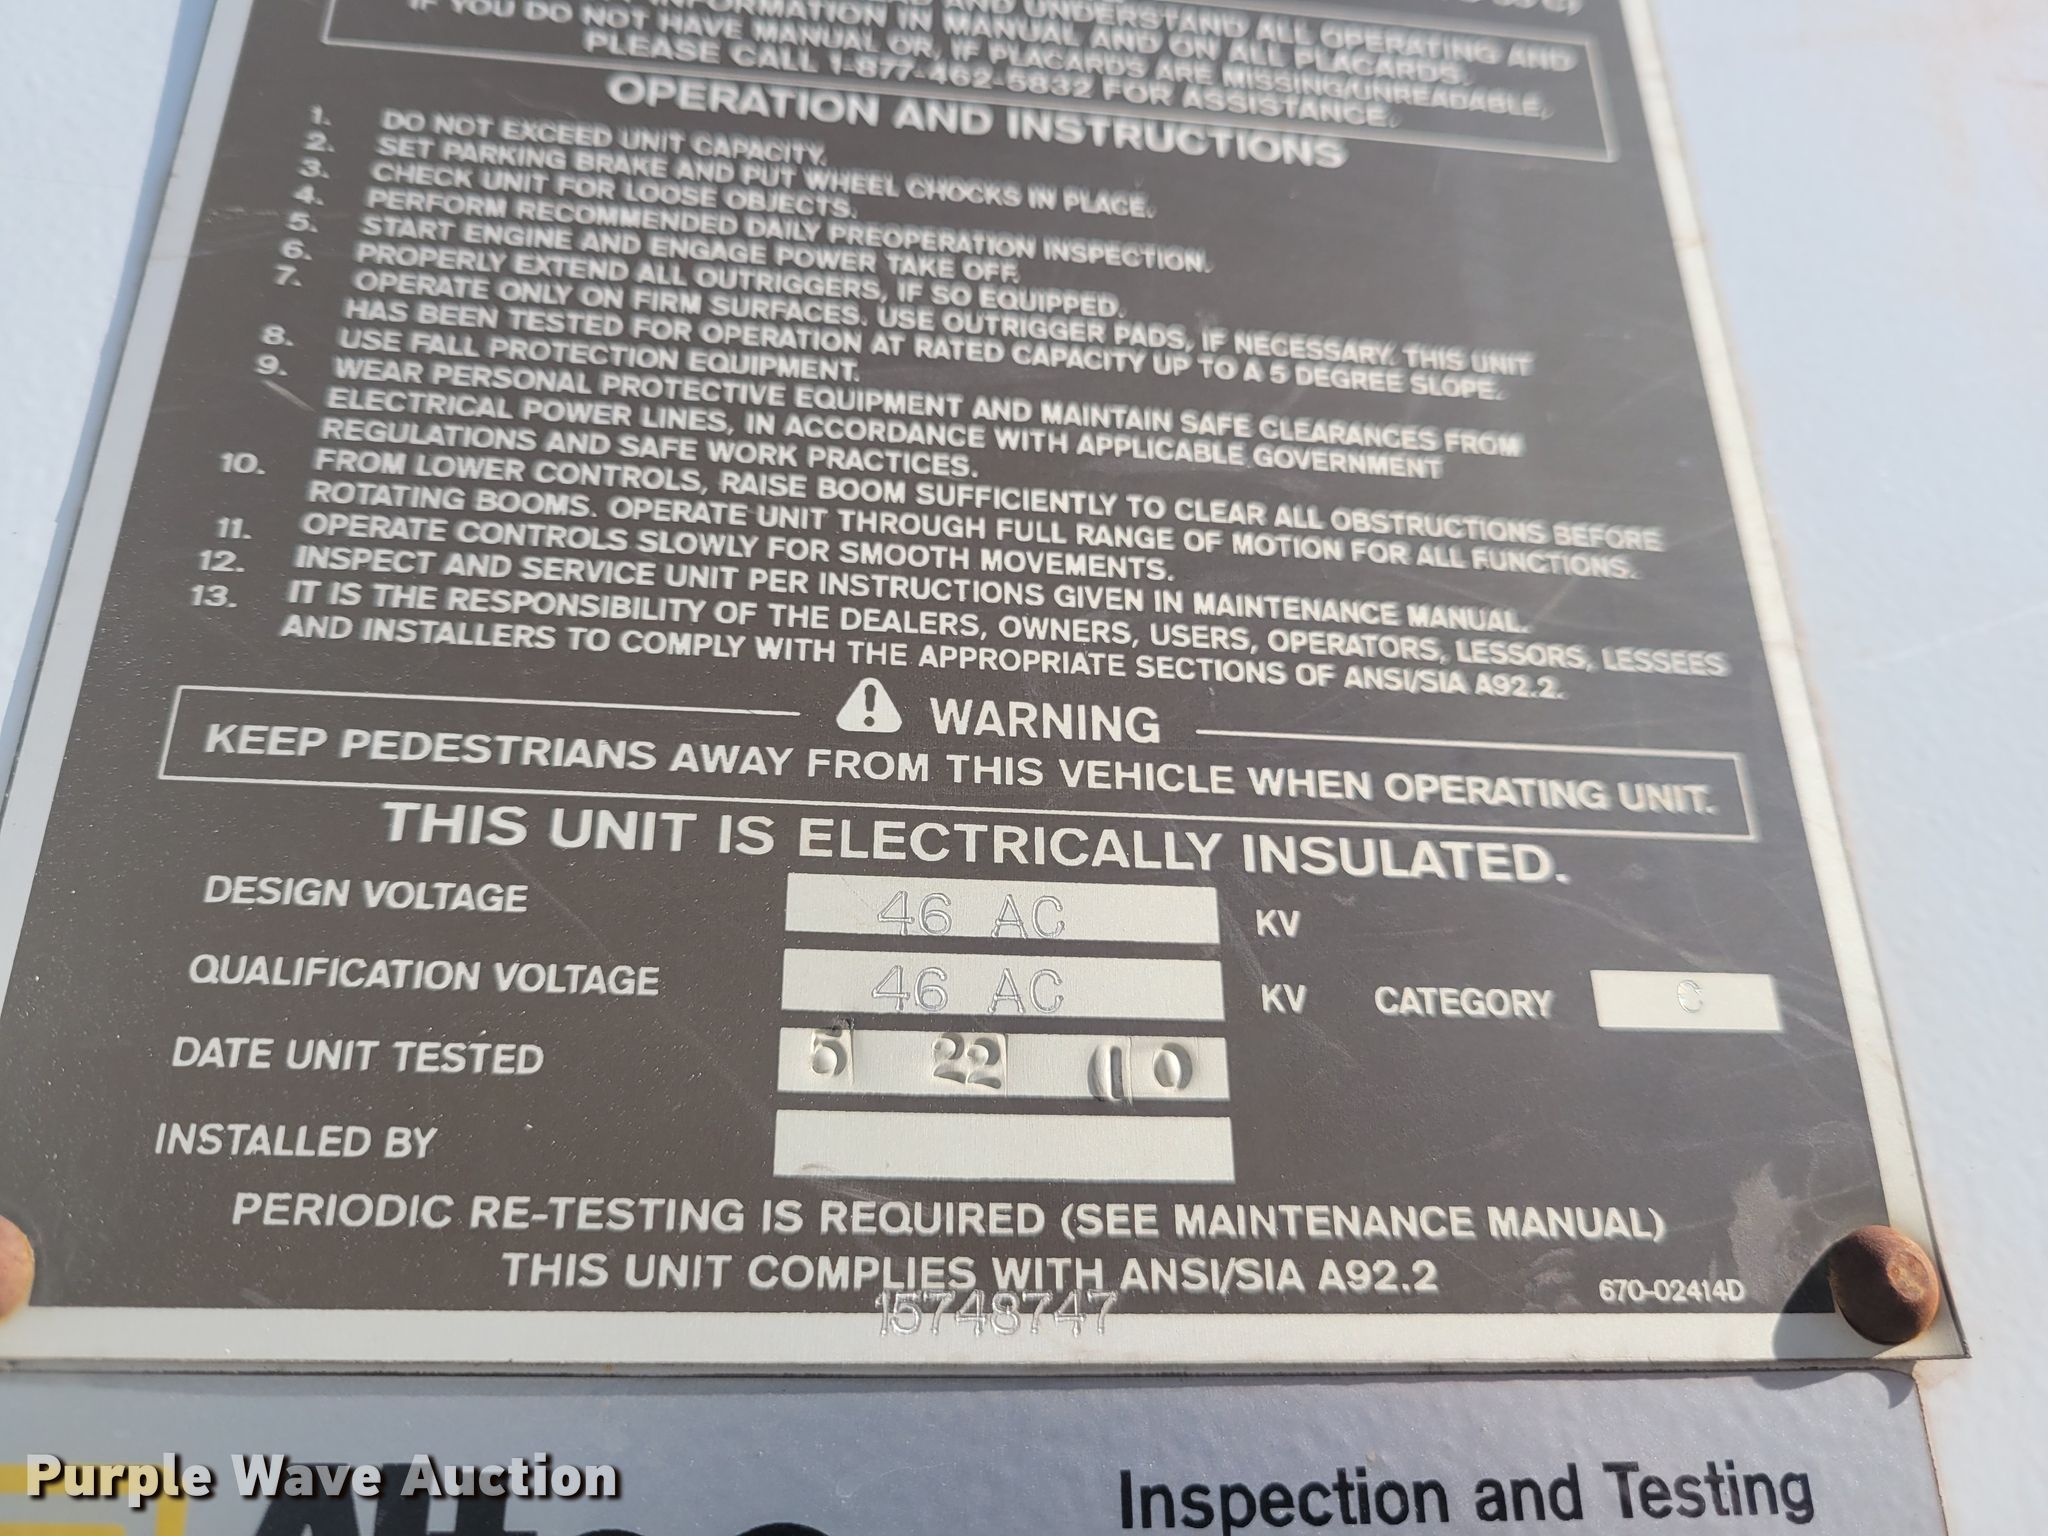 AND UNDERSTAND ALL OPERATING AND
INFORMATION IN MANUAL AND ON ALL PLACARDS.
IF YOU DO NOT HAVE MANUAL OR, IF PLACARDS ARE MISSING/UNREADABLE,
PLEASE CALL 1-877-462-5832 FOR ASSISTANCE.
OPERATION AND INSTRUCTIONS
1. DO NOT EXCEED UNIT CAPACITY.
2. SET PARKING BRAKE AND PUT WHEEL CHOCKS IN PLACE.
3. CHECK UNIT FOR LOOSE OBJECTS.
4. PERFORM RECOMMENDED DAILY PREOPERATION INSPECTION.
5. START ENGINE AND ENGAGE POWER TAKE OFF.
6. PROPERLY EXTEND ALL OUTRIGGERS, IF SO EQUIPPED.
7. OPERATE ONLY ON FIRM SURFACES. USE OUTRIGGER PADS, IF NECESSARY. THIS UNIT
HAS BEEN TESTED FOR OPERATION AT RATED CAPACITY UP TO A 5 DEGREE SLOPE.
8. USE FALL PROTECTION EQUIPMENT.
9. WEAR PERSONAL PROTECTIVE EQUIPMENT AND MAINTAIN SAFE CLEARANCES FROM
ELECTRICAL POWER LINES, IN ACCORDANCE WITH APPLICABLE GOVERNMENT
REGULATIONS AND SAFE WORK PRACTICES.
10. FROM LOWER CONTROLS, RAISE BOOM SUFFICIENTLY TO CLEAR ALL OBSTRUCTIONS BEFORE
ROTATING BOOMS. OPERATE UNIT THROUGH FULL RANGE OF MOTION FOR ALL FUNCTIONS.
11. OPERATE CONTROLS SLOWLY FOR SMOOTH MOVEMENTS.
12. INSPECT AND SERVICE UNIT PER INSTRUCTIONS GIVEN IN MAINTENANCE MANUAL.
13. IT IS THE RESPONSIBILITY OF THE DEALERS, OWNERS, USERS, OPERATORS, LESSORS, LESSEES
AND INSTALLERS TO COMPLY WITH THE APPROPRIATE SECTIONS OF ANSI/SIA A92.2.
WARNING
KEEP PEDESTRIANS AWAY FROM THIS VEHICLE WHEN OPERATING UNIT.
THIS UNIT IS ELECTRICALLY INSULATED.
DESIGN VOLTAGE 46 AC KV
QUALIFICATION VOLTAGE 46 AC KV CATEGORY C
DATE UNIT TESTED 5 22 10
INSTALLED BY
PERIODIC RE-TESTING IS REQUIRED (SEE MAINTENANCE MANUAL)
THIS UNIT COMPLIES WITH ANSI/SIA A92.2
670-02414D
15748747
Purple Wave Auction
Inspection and Testing